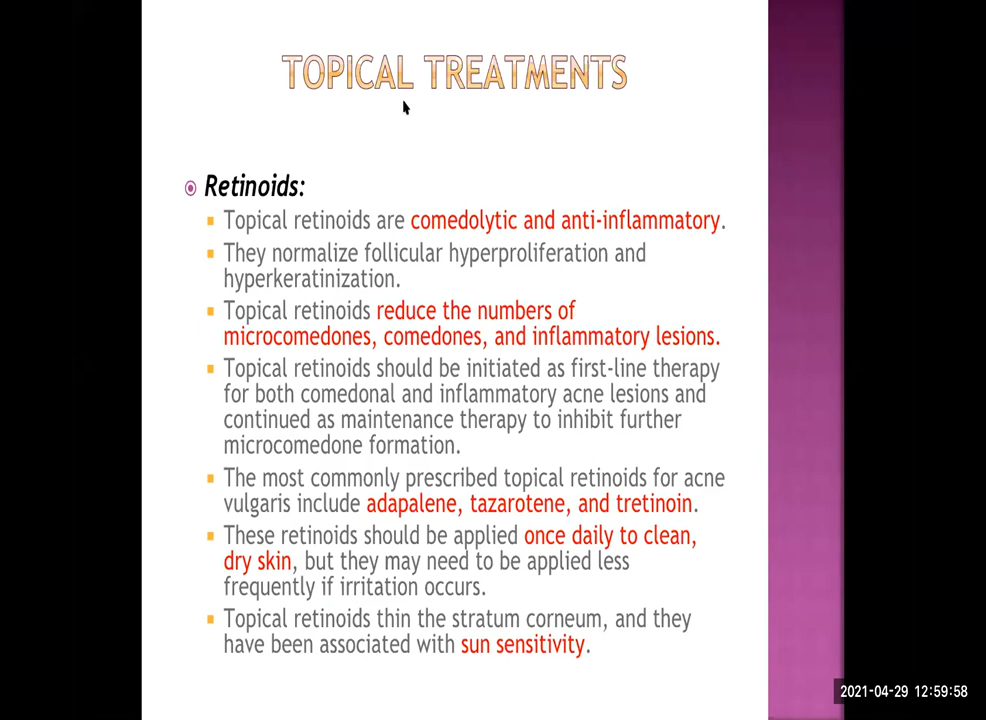 TOPICAL TREATMENTS
Retinoids:
Topical retinoids are comedolytic and anti-inflammatory.
They normalize follicular hyperproliferation and
hyperkeratinization.
Topical retinoids reduce the numbers of
microcomedones, comedones, and inflammatory lesions.
Topical retinoids should be initiated as first-line therapy
for both comedonal and inflammatory acne lesions and
continued as maintenance therapy to inhibit further
microcomedone formation.
The most commonly prescribed topical retinoids for acne
vulgaris include adapalene, tazarotene, and tretinoin.
These retinoids should be applied once daily to clean,
dry skin, but they may need to be applied less
frequently if irritation occurs.
Topical retinoids thin the stratum corneum, and they
have been associated with sun sensitivity.
2021-04-29 12:59:58